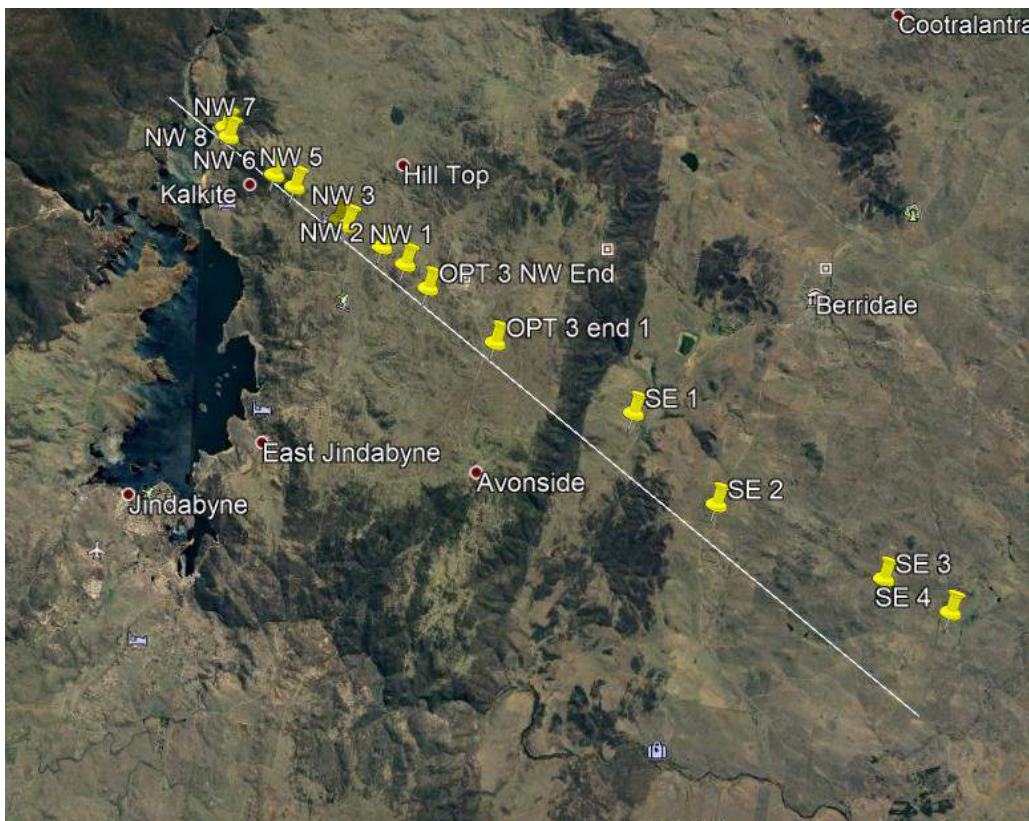 Cootralantra
NW 7
NW 8
NW 6
NW 5
Hill Top
Kalkite
NW 3
NW 2
NW 1
OPT 3 NW End
Berridale
OPT 3 end 1
SE 1
East Jindabyne
Avonside
SE 2
Jindabyne
SE 3
SE 4